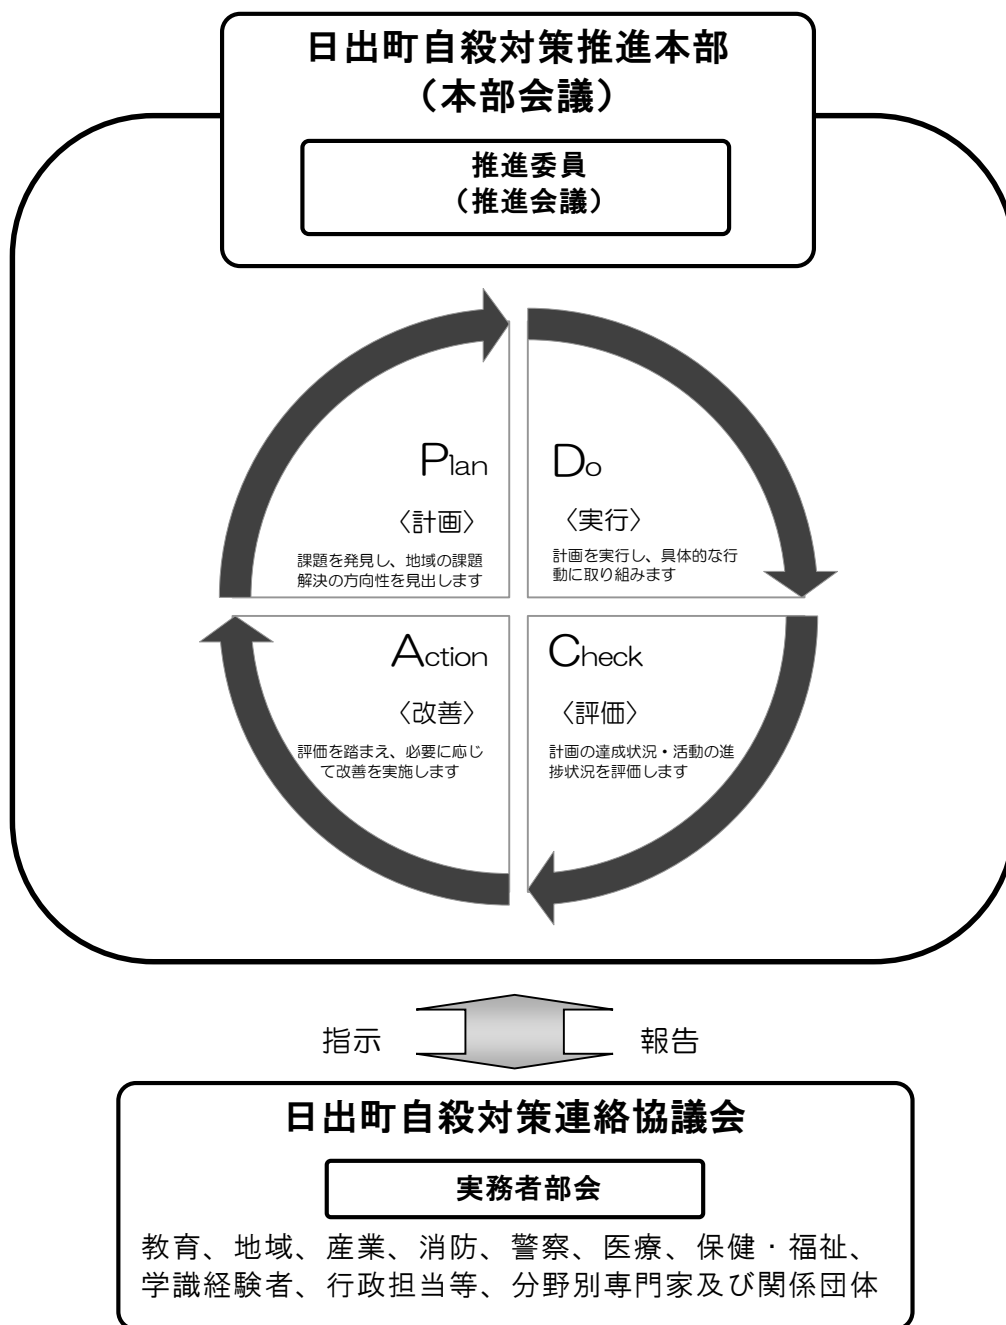 日出町自殺対策推進本部
（本部会議）
推進委員
（推進会議）
Plan
〈計画〉
課題を発見し、地域の課題
解決の方向性を見出します
Do
〈実行〉
計画を実行し、具体的な行
動に取り組みます
Action
〈改善〉
評価を踏まえ、必要に応じ
て改善を実施します
Check
〈評価〉
計画の達成状況・活動の進
捗状況を評価します
指示
報告
日出町自殺対策連絡協議会
実務者部会
教育、地域、産業、消防、警察、医療、保健・福祉、
学識経験者、行政担当等、分野別専門家及び関係団体